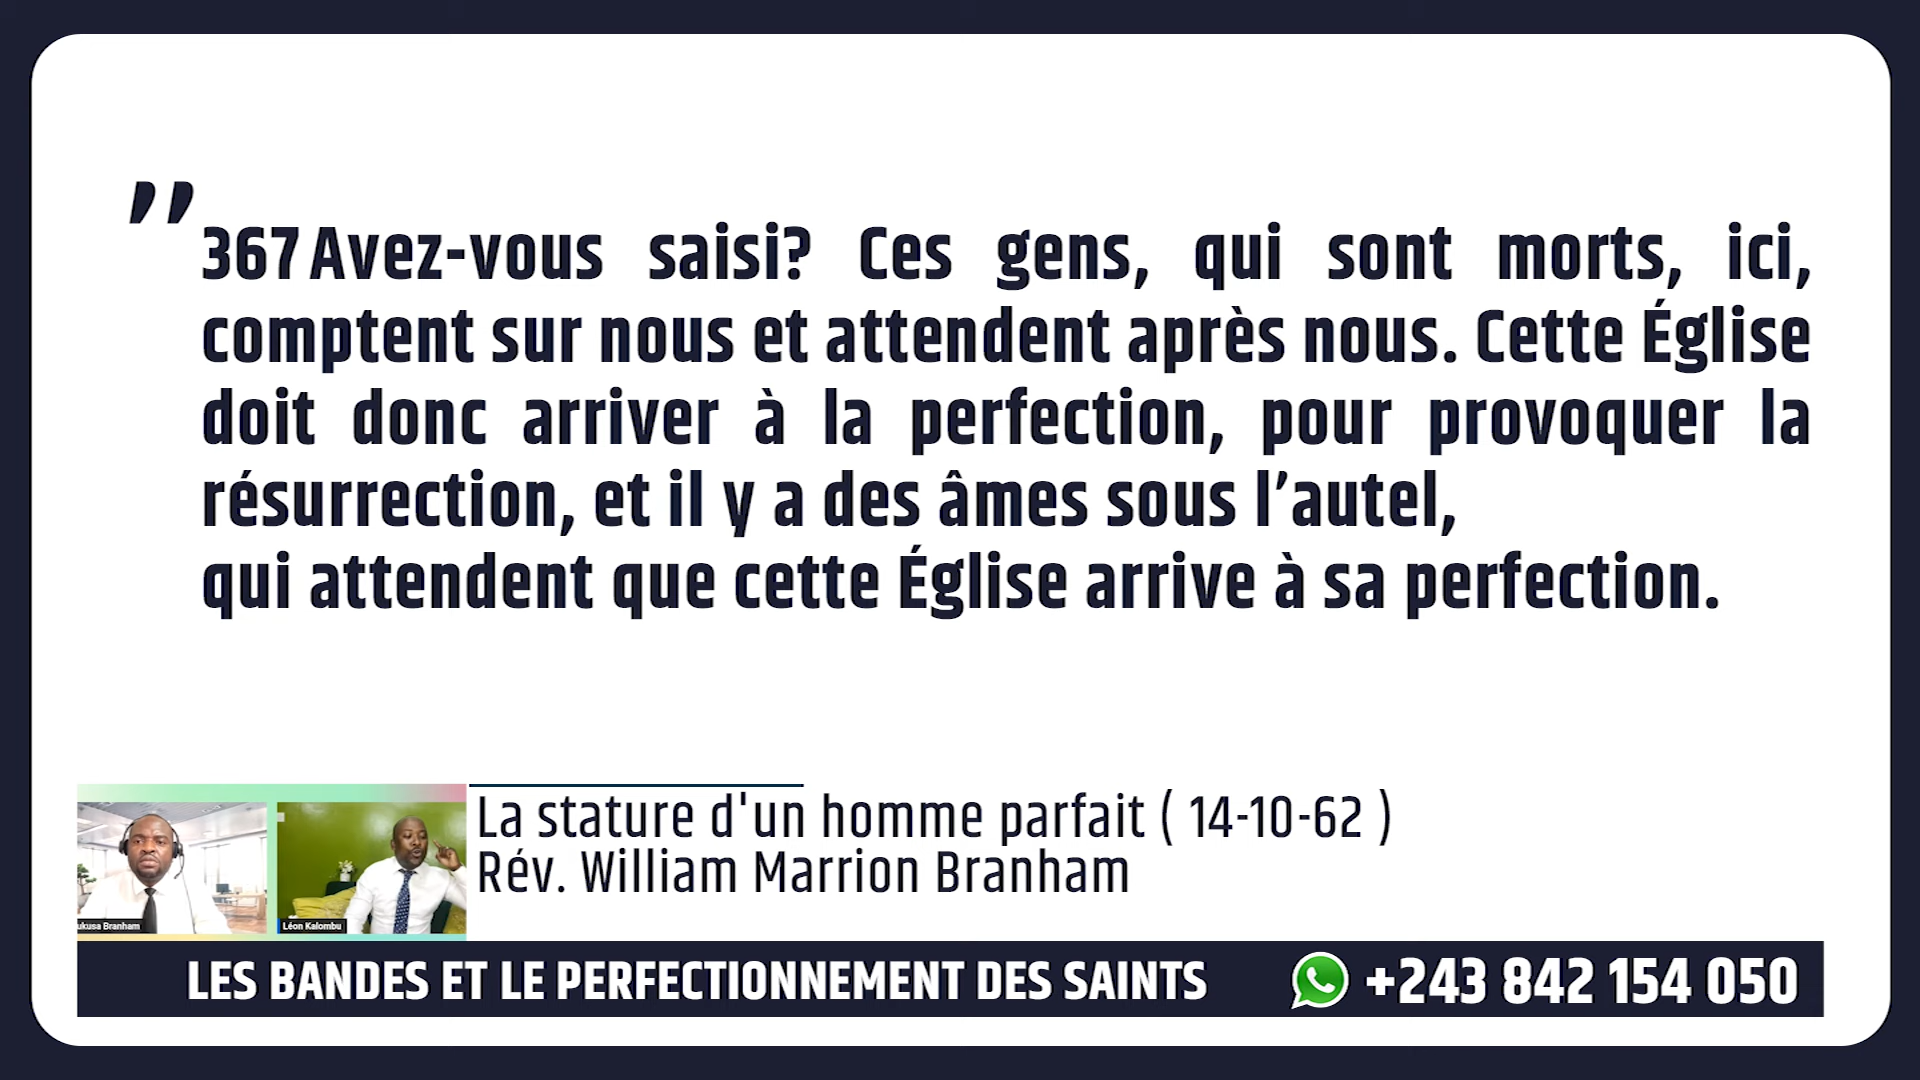 ”
367 Avez-vous saisi? Ces gens, qui sont morts, ici,
comptent sur nous et attendent après nous. Cette Église
doit donc arriver à la perfection, pour provoquer la
résurrection, et il y a des âmes sous l’autel,
qui attendent que cette Église arrive à sa perfection.
La stature d'un homme parfait ( 14-10-62 )
Rév. William Marrion Branham
ukusa Branham
Léon Kalombu
LES BANDES ET LE PERFECTIONNEMENT DES SAINTS
+243 842 154 050